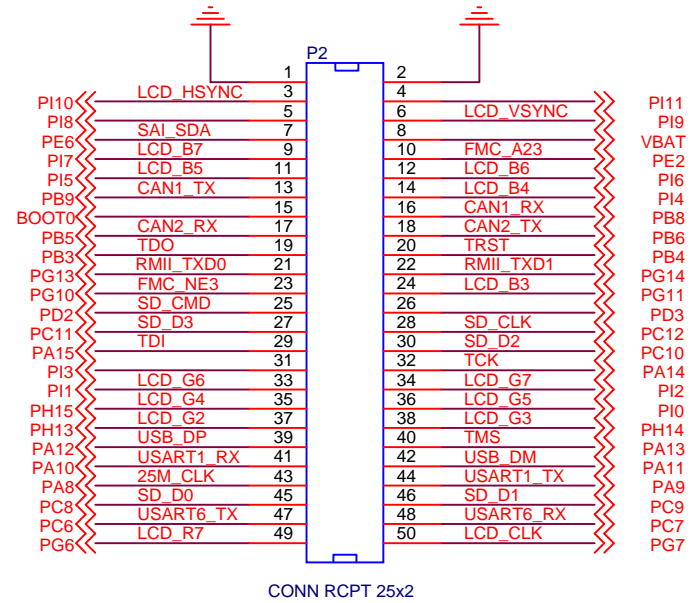 P2
1 2
PI10 LCD_HSYNC 3 4 PI11
PI8 5 6 LCD_VSYNC PI9
PE6 SAI_SDA 7 8 VBAT
PI7 LCD_B7 9 10 FMC_A23 PE2
PI5 LCD_B5 11 12 LCD_B6 PI6
PB9 CAN1_TX 13 14 LCD_B4 PI4
BOOT0 15 16 CAN1_RX PB8
PB5 CAN2_RX 17 18 CAN2_TX PB6
PB3 TDO 19 20 TRST PB4
PG13 RMII_TXD0 21 22 RMII_TXD1 PG14
PG10 FMC_NE3 23 24 LCD_B3 PG11
PD2 SD_CMD 25 26 PD3
PC11 SD_D3 27 28 SD_CLK PC12
PA15 TDI 29 30 SD_D2 PC10
PI3 31 32 TCK PA14
PI1 LCD_G6 33 34 LCD_G7 PI2
PH15 LCD_G4 35 36 LCD_G5 PI0
PH13 LCD_G2 37 38 LCD_G3 PH14
PA12 USB_DP 39 40 TMS PA13
PA10 USART1_RX 41 42 USB_DM PA11
PA8 25M_CLK 43 44 USART1_TX PA9
PC8 SD_D0 45 46 SD_D1 PC9
PC6 USART6_TX 47 48 USART6_RX PC7
PG6 LCD_R7 49 50 LCD_CLK PG7
CONN RCPT 25x2